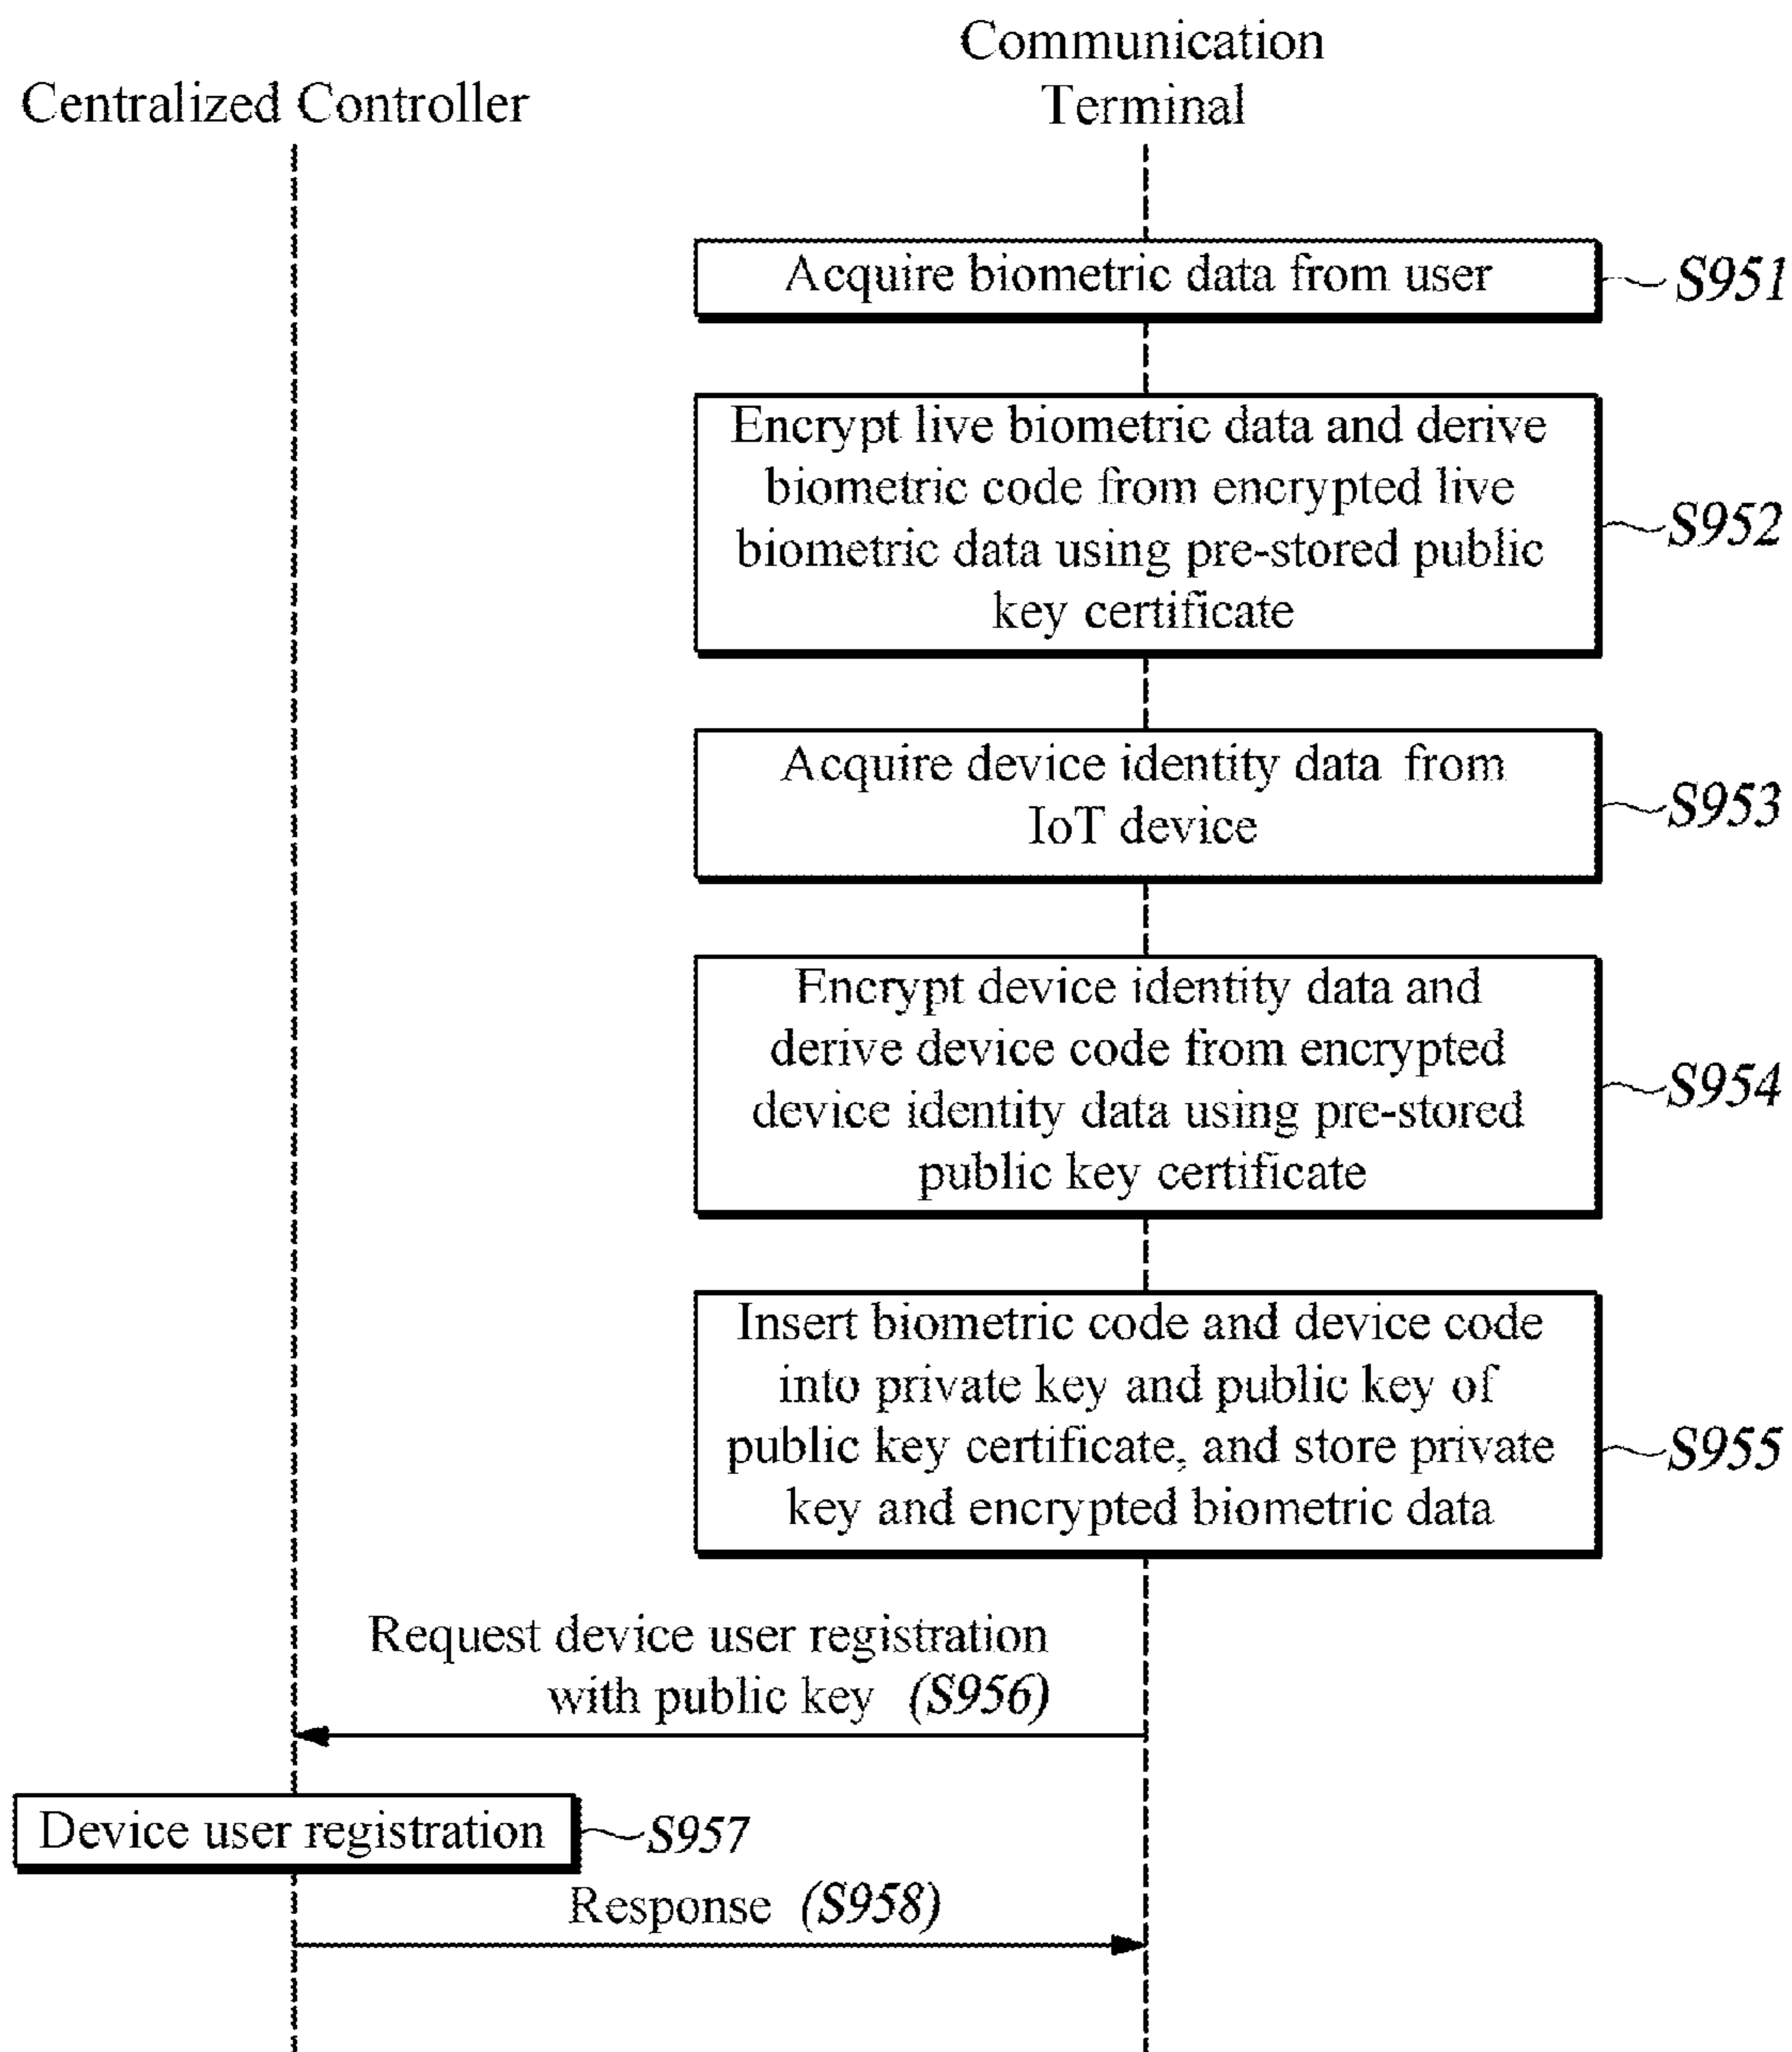 Communication
Terminal
Centralized Controller
Acquire biometric data from user
S951
Encrypt live biometric data and derive
biometric code from encrypted live
biometric data using pre-stored public
key certificate
S952
Acquire device identity data from
IoT device
S953
Encrypt device identity data and
derive device code from encrypted
device identity data using pre-stored
public key certificate
S954
Insert biometric code and device code
into private key and public key of
public key certificate, and store private
key and encrypted biometric data
S955
Request device user registration
with public key (S956)
Device user registration
S957
Response (S958)